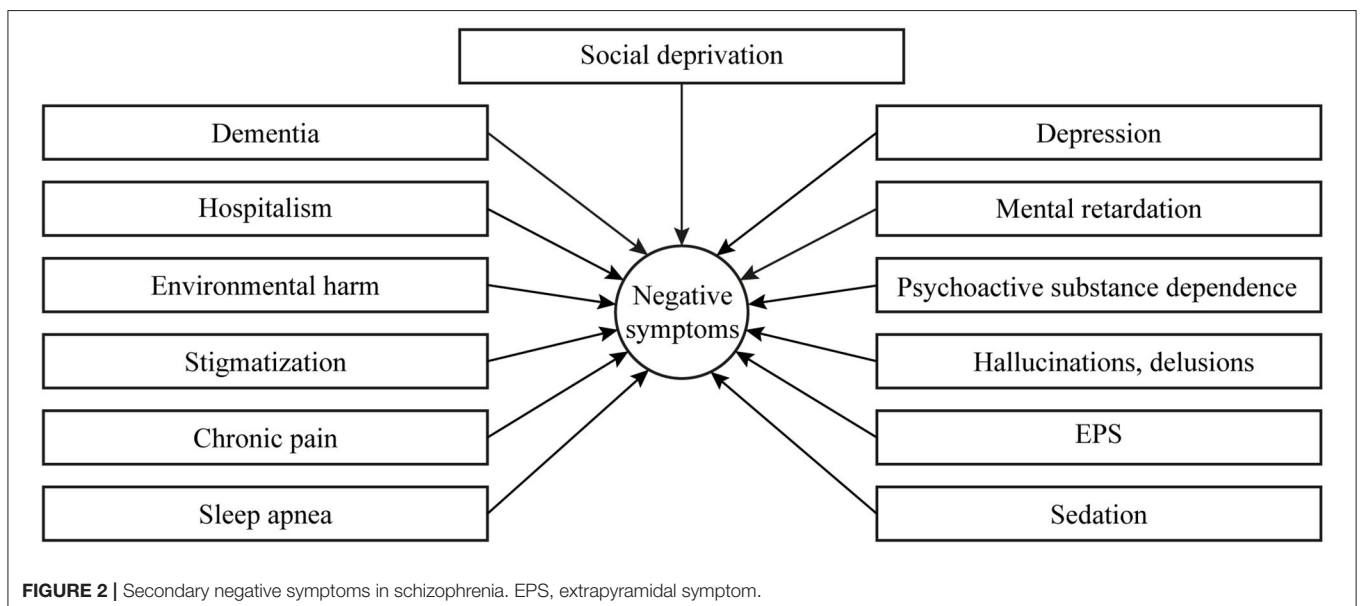 Social deprivation
Dementia
Hospitalism
Environmental harm
Stigmatization
Chronic pain
Sleep apnea
Negative
symptoms
Depression
Mental retardation
Psychoactive substance dependence
Hallucinations, delusions
EPS
Sedation
FIGURE 2 | Secondary negative symptoms in schizophrenia. EPS, extrapyramidal symptom.